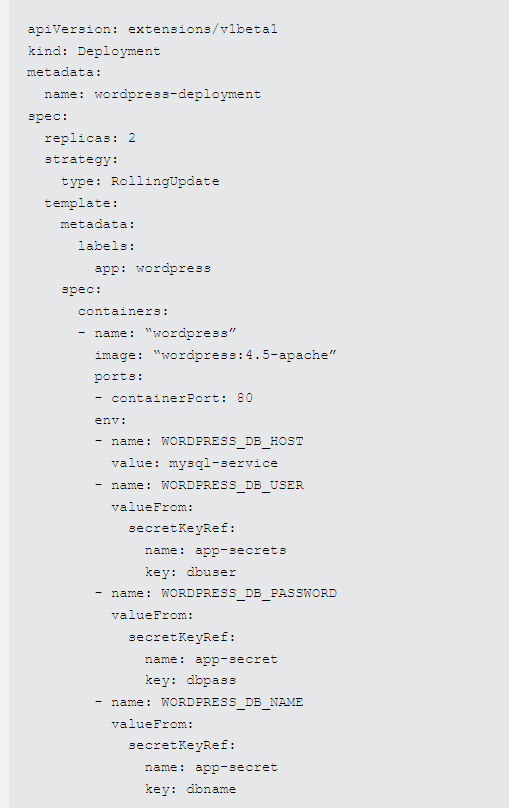 apiVersion: extensions/v1beta1
kind: Deployment
metadata:
  name: wordpress-deployment
spec:
  replicas: 2
  strategy:
    type: RollingUpdate
  template:
    metadata:
      labels:
        app: wordpress
    spec:
      containers:
      - name: “wordpress”
        image: “wordpress:4.5-apache”
        ports:
        - containerPort: 80
        env:
        - name: WORDPRESS_DB_HOST
          value: mysql-service
        - name: WORDPRESS_DB_USER
          valueFrom:
            secretKeyRef:
              name: app-secrets
              key: dbuser
        - name: WORDPRESS_DB_PASSWORD
          valueFrom:
            secretKeyRef:
              name: app-secret
              key: dbpass
        - name: WORDPRESS_DB_NAME
          valueFrom:
            secretKeyRef:
              name: app-secret
              key: dbname